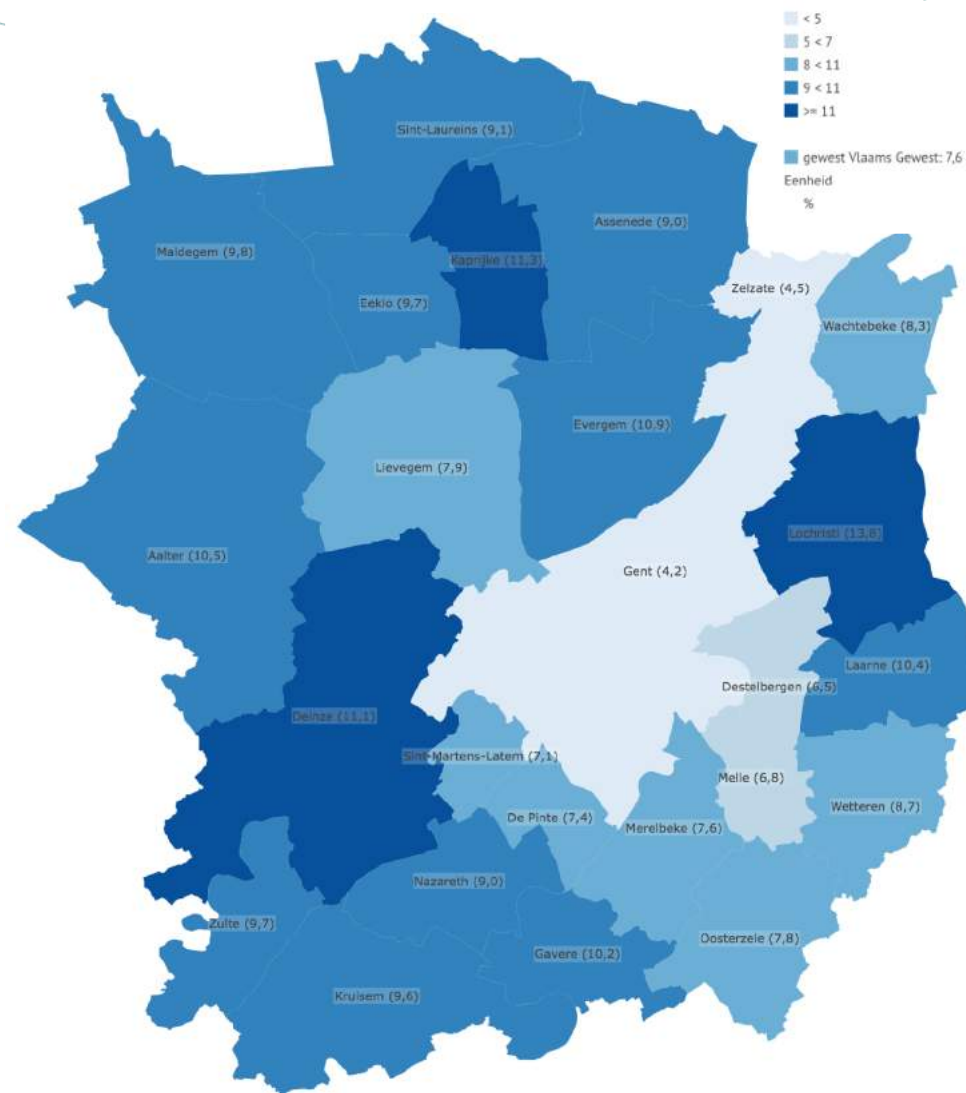 < 5
5 < 7
8 < 11
9 < 11
>= 11
gewest Vlaams Gewest: 7,6
Eenheid
%
Sint-Laureins (9,1)
Assenede (9,0)
Maldegem (9,8)
Kaprijke (11,3)
Eeklo (9,7)
Zelzate (4,5)
Wachtebeke (8,3)
Evergem (10,9)
Lievegem (7,9)
Lochristi (13,8)
Aalter (10,5)
Gent (4,2)
Laarne (10,4)
Destelbergen (6,5)
Deinze (11,1)
Sint-Martens-Latem (7,1)
Melle (6,8)
Wetteren (8,7)
De Pinte (7,4)
Merelbeke (7,6)
Nazareth (9,0)
Zulte (9,7)
Oosterzele (7,8)
Gavere (10,2)
Kruisem (9,6)